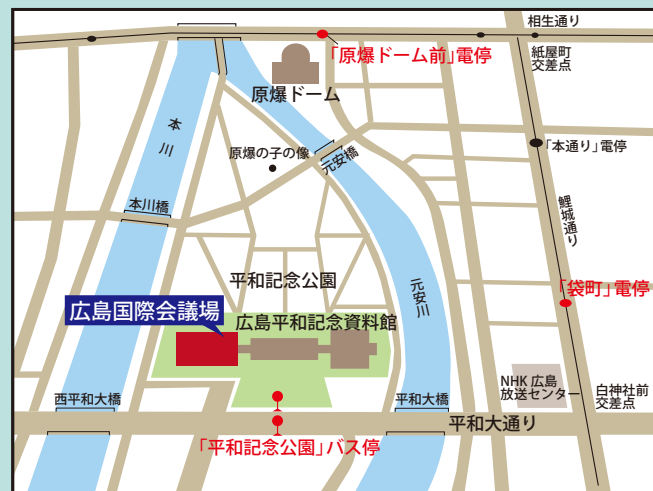 相生通り
「原爆ドーム前」電停
紙屋町
交差点
原爆ドーム
本川
原爆の子の像
元安橋
「本通り」電停
本川橋
鯉城通り
平和記念公園
元安川
「袋町」電停
広島国際会議場
広島平和記念資料館
NHK 広島
放送センター
白神社前
交差点
西平和大橋
平和大橋
平和大通り
「平和記念公園」バス停